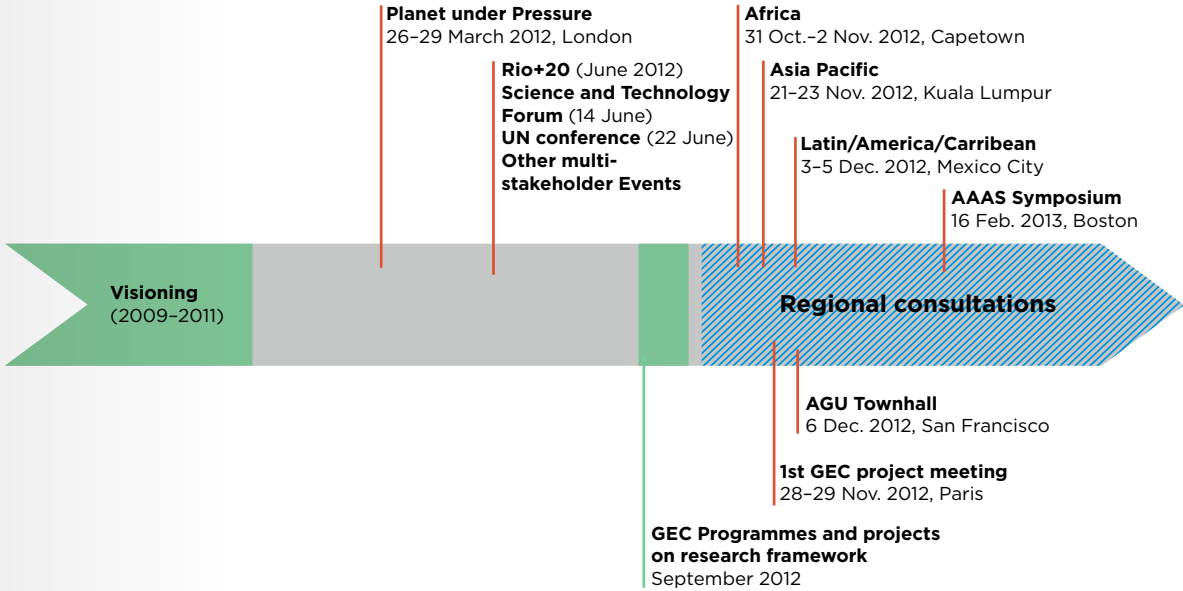 Planet under Pressure
26–29 March 2012, London
Rio+20 (June 2012)
Science and Technology
Forum (14 June)
UN conference (22 June)
Other multi-
stakeholder Events
Africa
31 Oct.–2 Nov. 2012, Capetown
Asia Pacific
21–23 Nov. 2012, Kuala Lumpur
Latin/America/Carribean
3–5 Dec. 2012, Mexico City
AAAS Symposium
16 Feb. 2013, Boston
Visioning
(2009–2011)
Regional consultations
AGU Townhall
6 Dec. 2012, San Francisco
1st GEC project meeting
28–29 Nov. 2012, Paris
GEC Programmes and projects
on research framework
September 2012